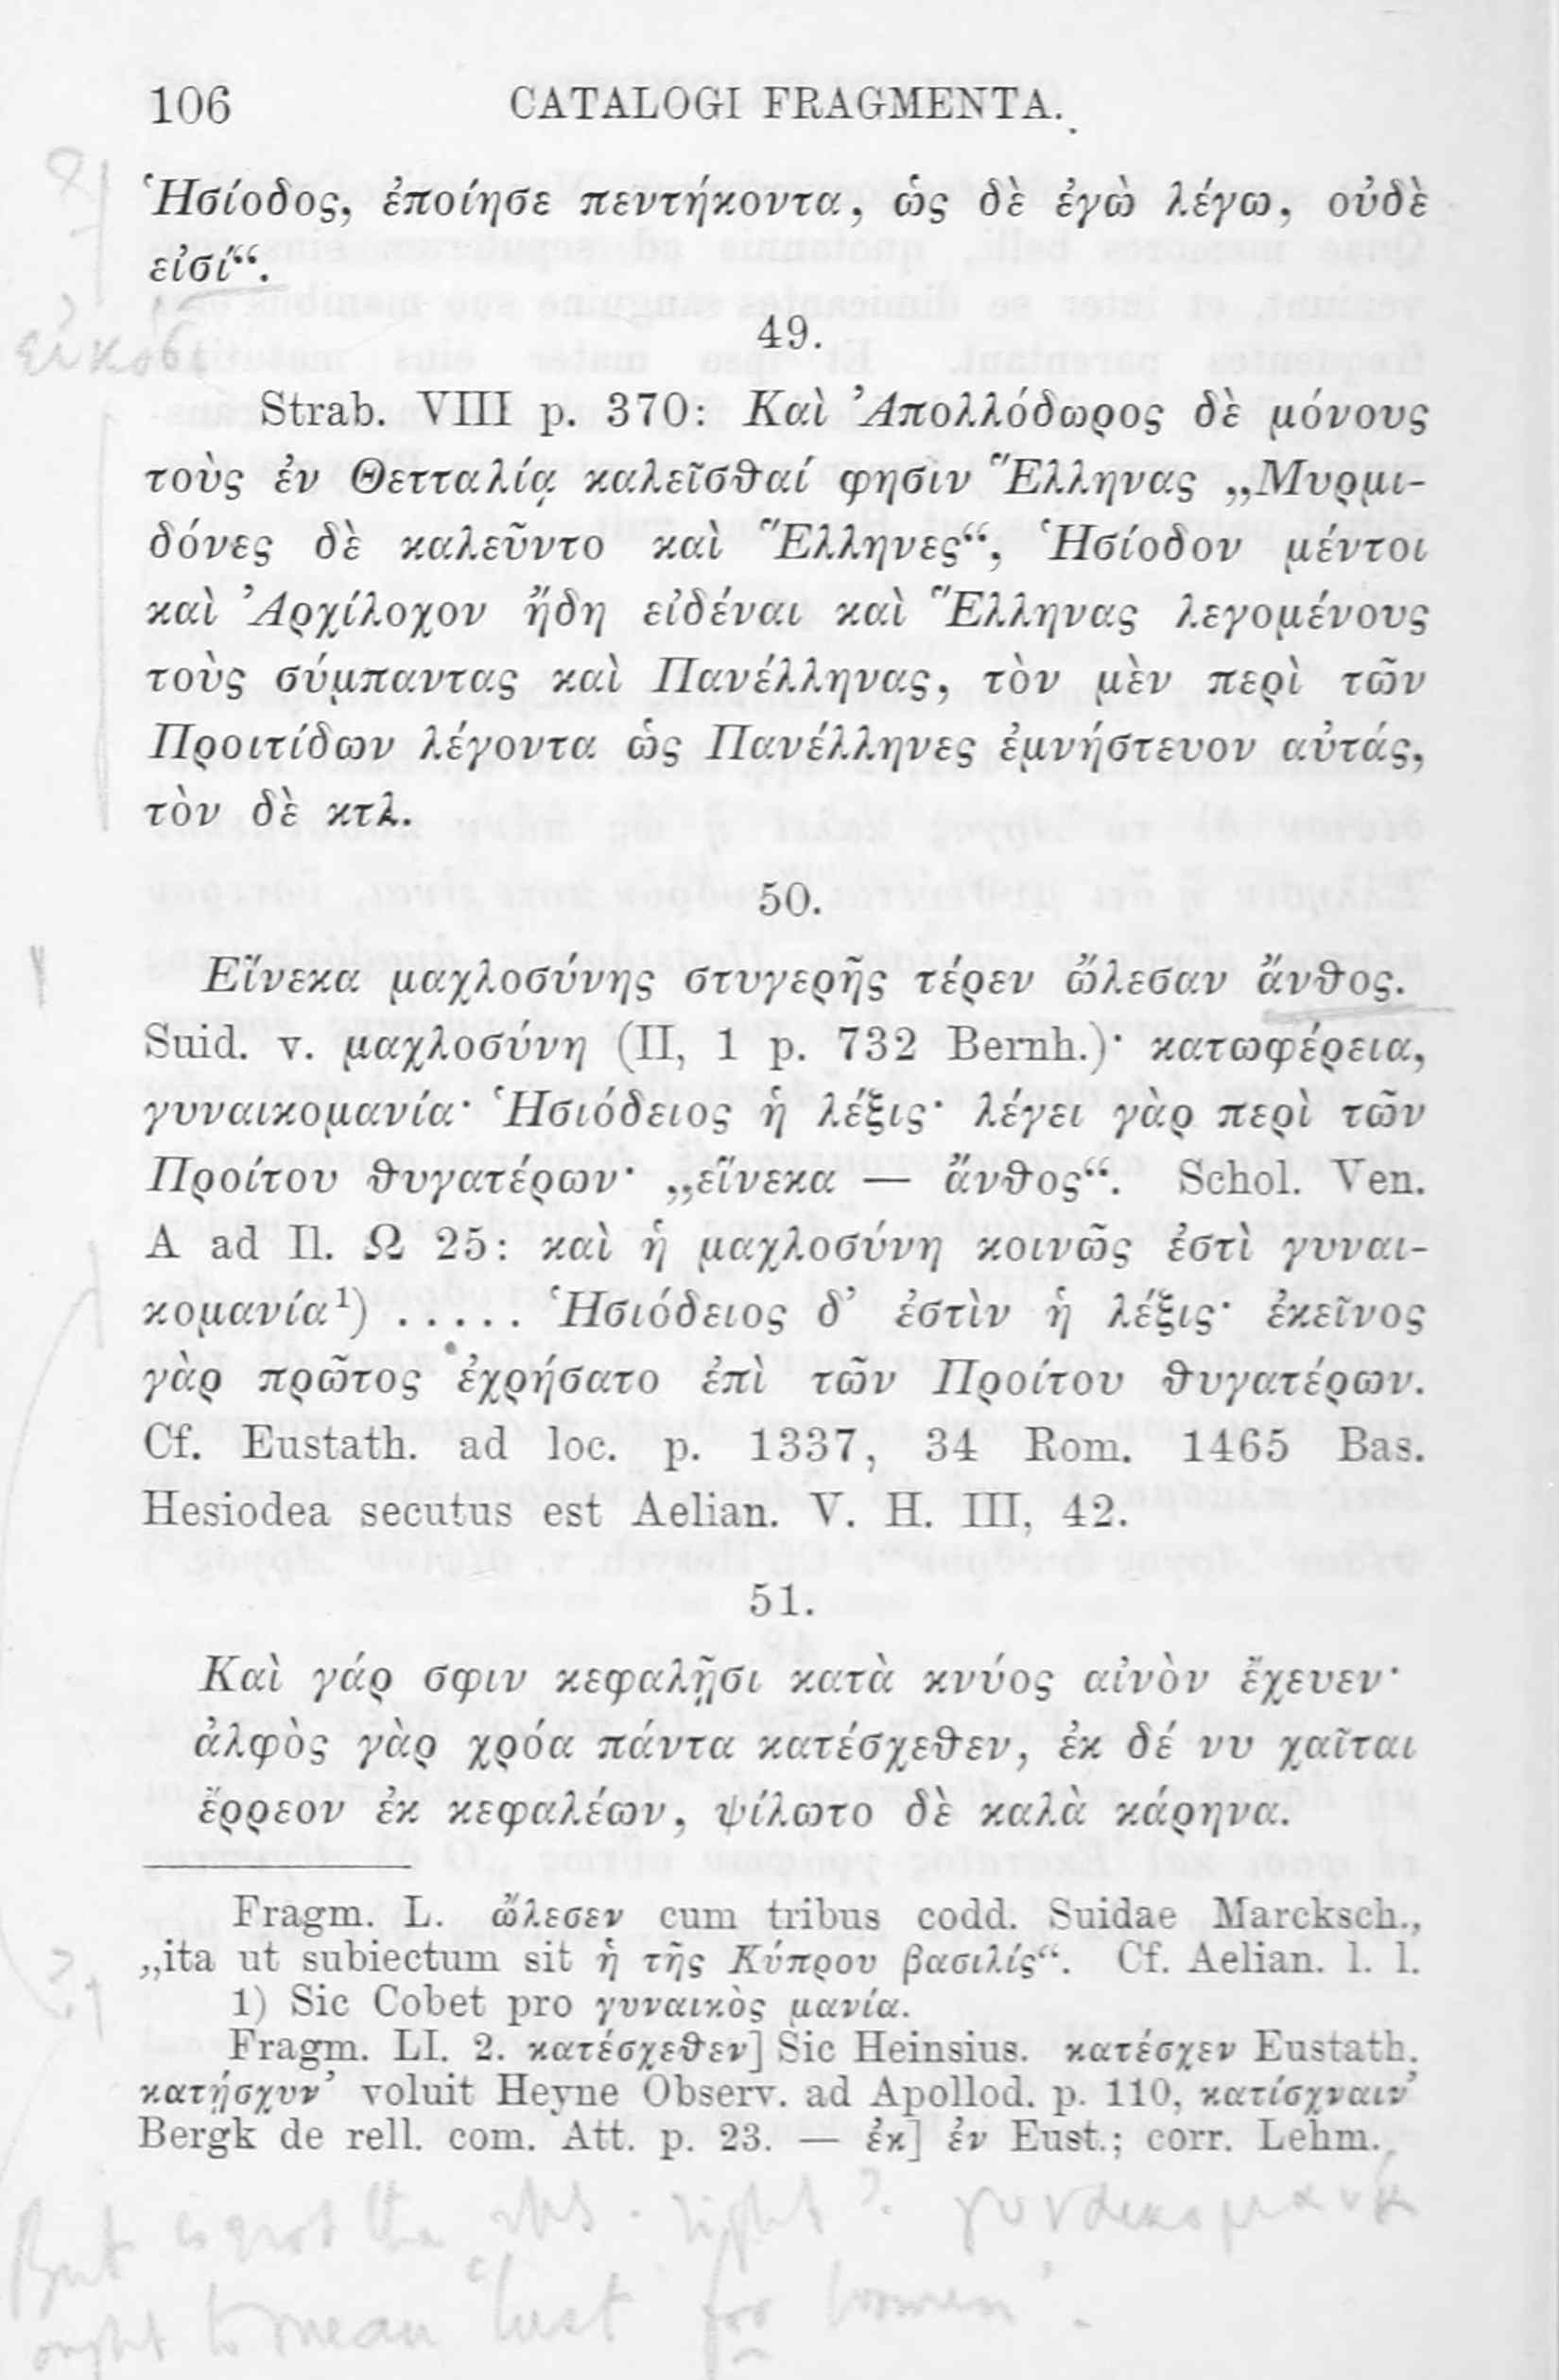 106 CATALOGI FRAGMENTA.
Ἡσίοδος, ἐποίησε πεντήκοντα, ὡς δὲ ἐγὼ λέγω, οὐδὲ
εἰσί“.
εἴκοσι
49.
Strab. VIII p. 370: Καὶ Ἀπολλόδωρος δὲ μόνους
τοὺς ἐν Θετταλίᾳ καλεῖσθαί φησιν Ἕλληνας „Μυρμι-
δόνες δὲ καλεῦντο καὶ Ἕλληνες“, Ἡσίοδον μέντοι
καὶ Ἀρχίλοχον ἤδη εἰδέναι καὶ Ἕλληνας λεγομένους
τοὺς σύμπαντας καὶ Πανέλληνας, τὸν μὲν περὶ τῶν
Προιτίδων λέγοντα ὡς Πανέλληνες ἐμνήστευον αὐτάς,
τὸν δὲ κτλ.
50.
Εἵνεκα μαχλοσύνης στυγερῆς τέρεν ὤλεσαν ἄνθος.
Suid. v. μαχλοσύνη (II, 1 p. 732 Bernh.)· κατωφέρεια,
γυναικομανία· Ἡσιόδειος ἡ λέξις· λέγει γὰρ περὶ τῶν
Προίτου θυγατέρων· „εἵνεκα — ἄνθος“. Schol. Ven.
A ad Il. Ω 25: καὶ ἡ μαχλοσύνη κοινῶς ἐστὶ γυναι-
κομανία¹) ..... Ἡσιόδειος δ’ ἐστὶν ἡ λέξις· ἐκεῖνος
γὰρ πρῶτος ἐχρήσατο ἐπὶ τῶν Προίτου θυγατέρων.
Cf. Eustath. ad loc. p. 1337, 34 Rom. 1465 Bas.
Hesiodea secutus est Aelian. V. H. III, 42.
51.
Καὶ γάρ σφιν κεφαλῇσι κατὰ κνύος αἰνὸν ἔχευεν·
ἀλφὸς γὰρ χρόα πάντα κατέσχεθεν, ἐκ δέ νυ χαῖται
ἔρρεον ἐκ κεφαλέων, ψίλωτο δὲ καλὰ κάρηνα.
Fragm. L. ὤλεσεν cum tribus codd. Suidae Marcksch.,
„ita ut subiectum sit ἡ τῆς Κύπρου βασιλίς“. Cf. Aelian. l. l.
1) Sic Cobet pro γυναικὸς μανία.
Fragm. LI. 2. κατέσχεθεν] Sic Heinsius. κατέσχεν Eustath.
κατῄσχυν’ voluit Heyne Observ. ad Apollod. p. 110, κατίσχναιν’
Bergk de rell. com. Att. p. 23. — ἐκ] ἐν Eust.; corr. Lehm.
But is not the right? γυναικομανία
ought to mean ‘lust for women’.